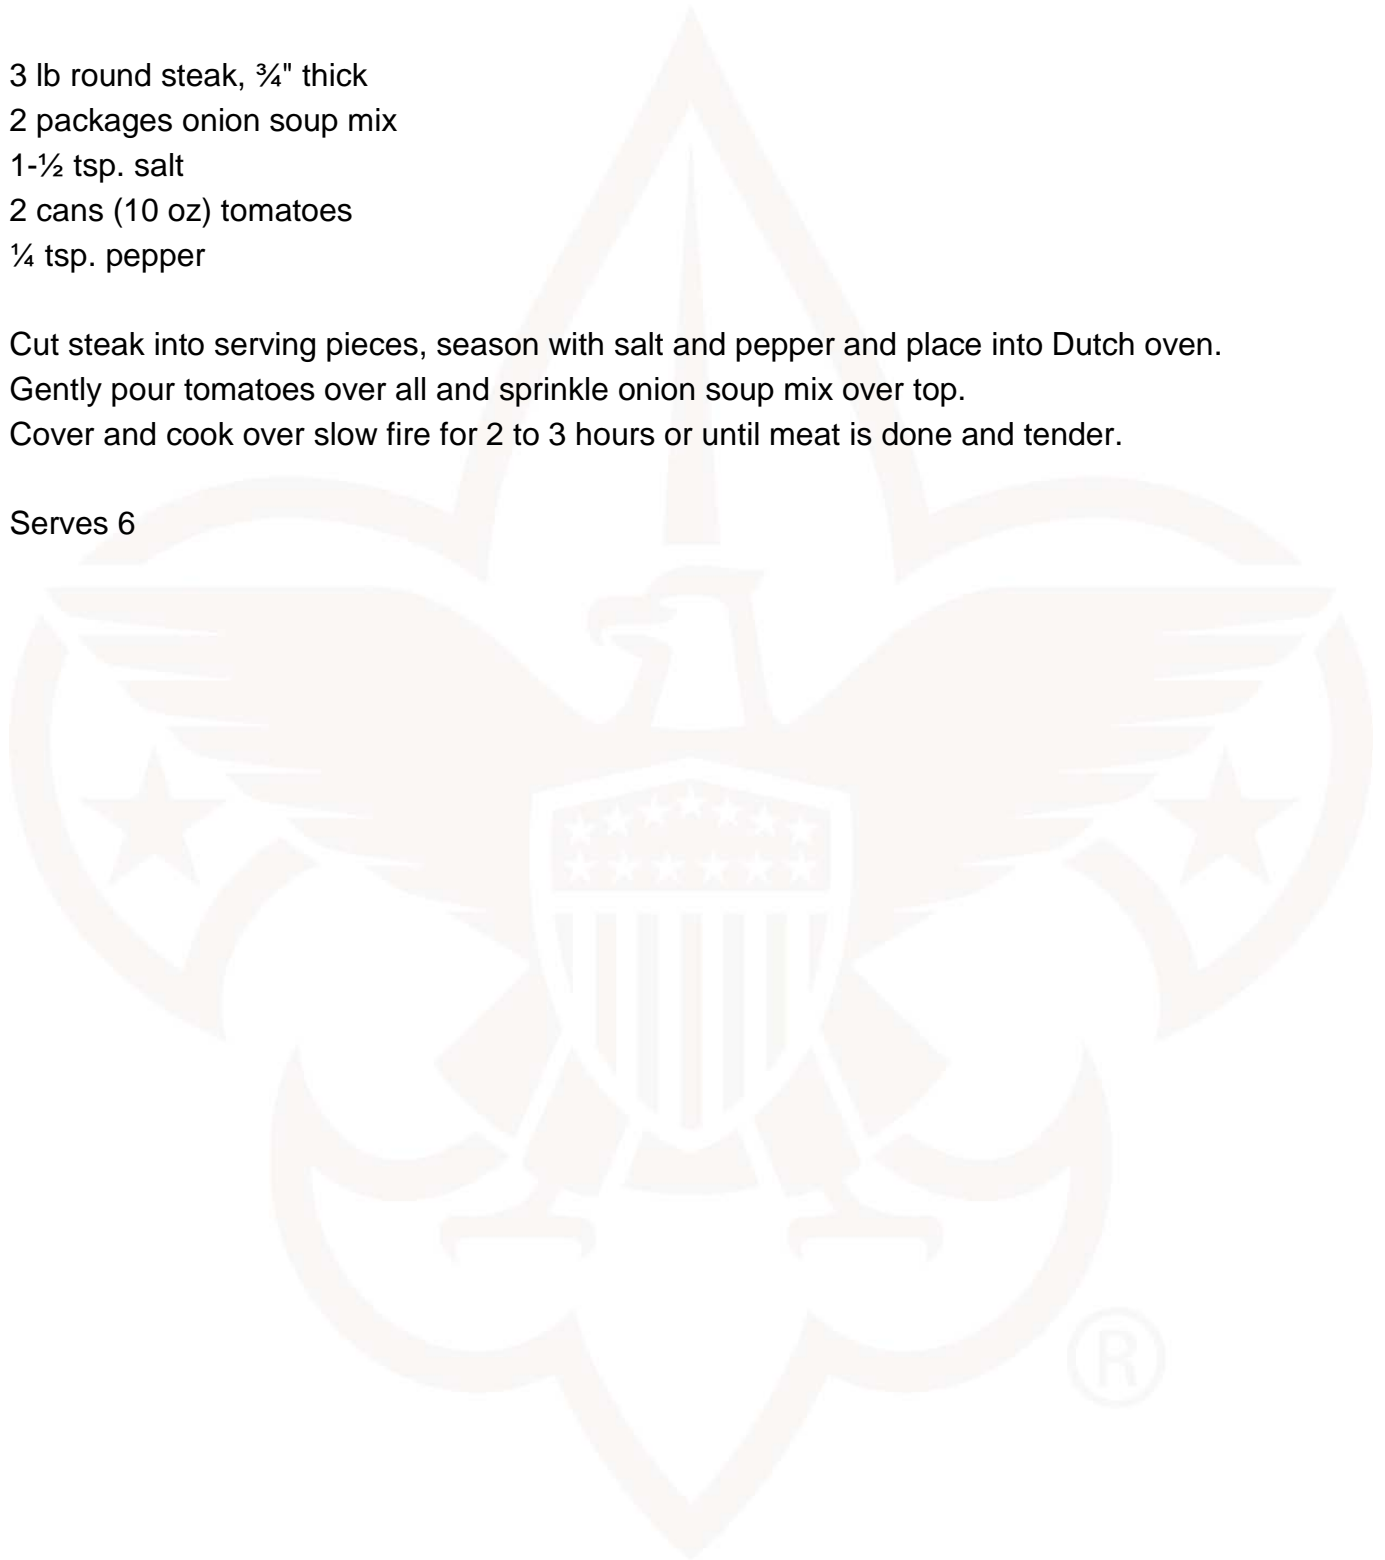 3 lb round steak, ¾" thick
2 packages onion soup mix
1-½ tsp. salt
2 cans (10 oz) tomatoes
¼ tsp. pepper
Cut steak into serving pieces, season with salt and pepper and place into Dutch oven.
Gently pour tomatoes over all and sprinkle onion soup mix over top.
Cover and cook over slow fire for 2 to 3 hours or until meat is done and tender.
Serves 6
®